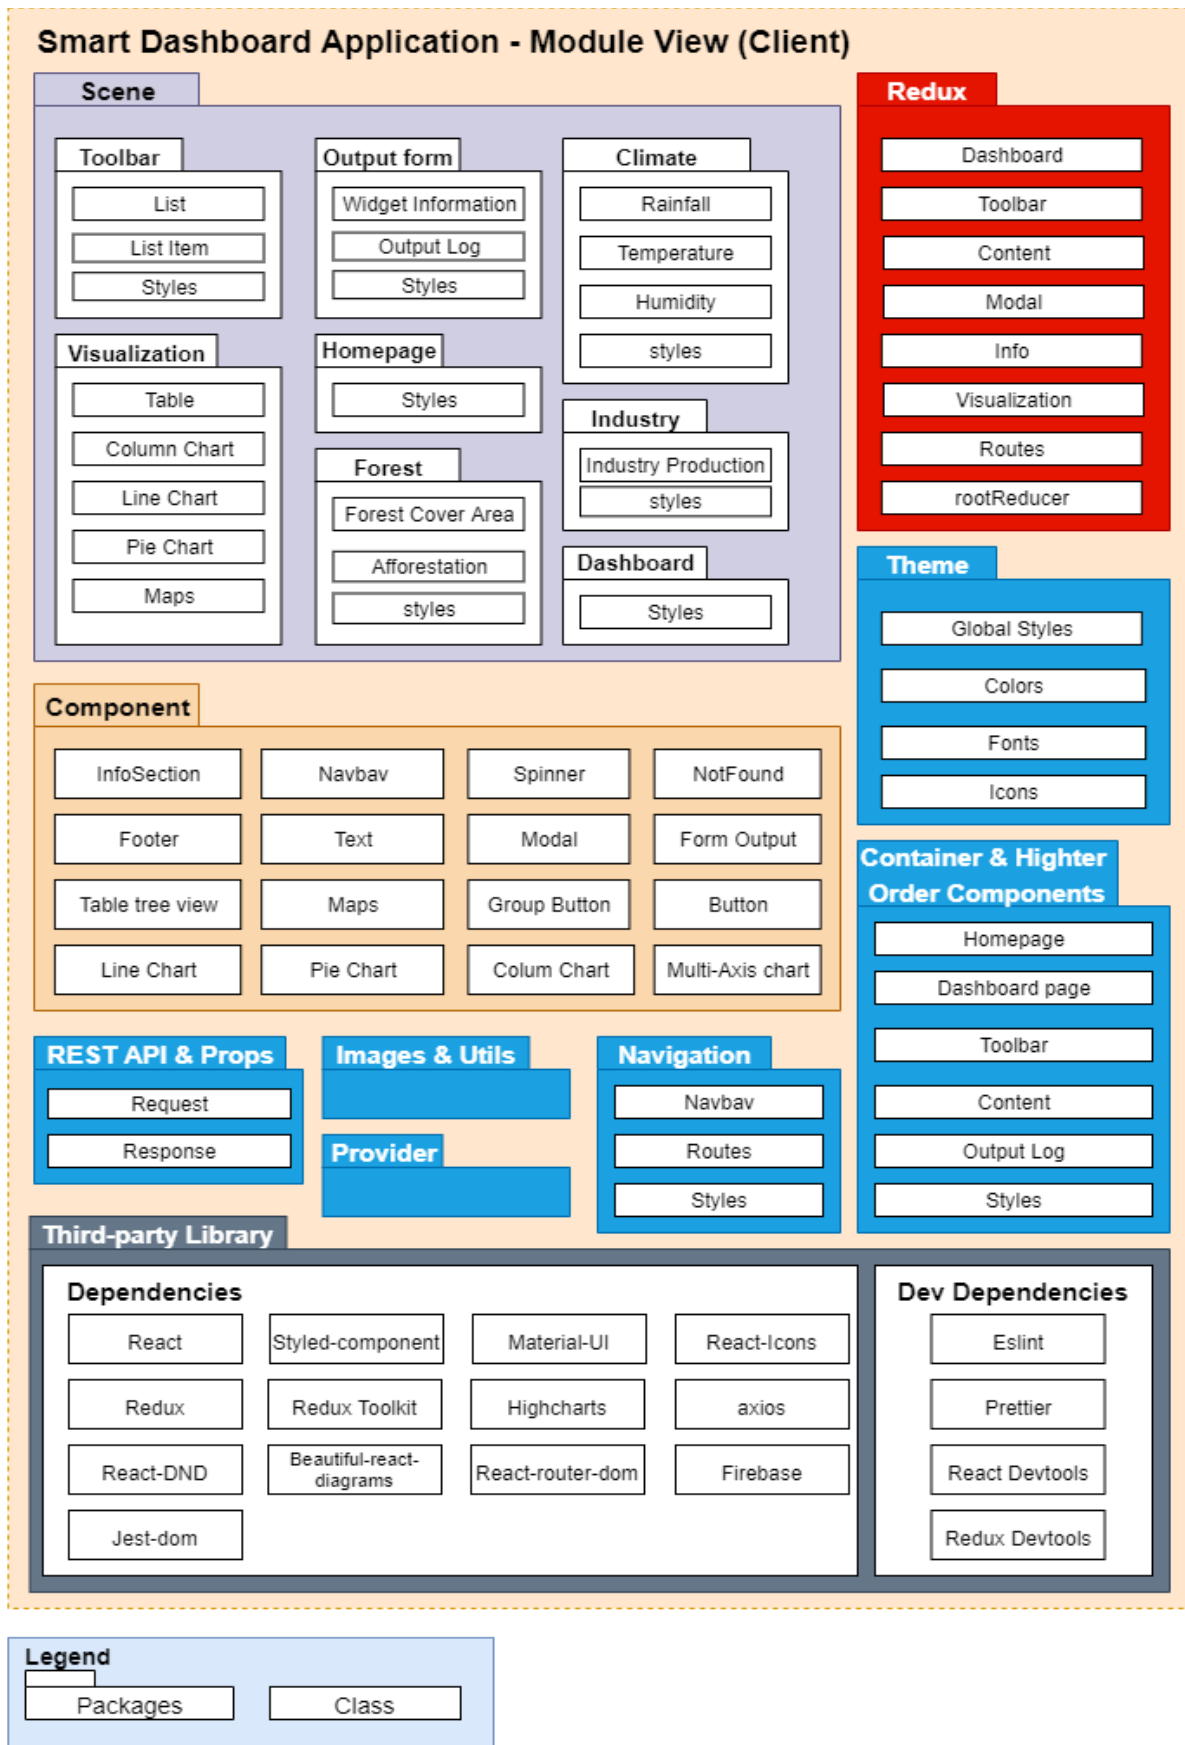 Smart Dashboard Application - Module View (Client)
Scene
Toolbar
List
List Item
Styles
Output form
Widget Information
Output Log
Styles
Climate
Rainfall
Temperature
Humidity
styles
Visualization
Table
Column Chart
Line Chart
Pie Chart
Maps
Homepage
Styles
Forest
Forest Cover Area
Afforestation
styles
Industry
Industry Production
styles
Dashboard
Styles
Redux
Dashboard
Toolbar
Content
Modal
Info
Visualization
Routes
rootReducer
Theme
Global Styles
Colors
Fonts
Icons
Component
InfoSection
Navbav
Spinner
NotFound
Footer
Text
Modal
Form Output
Table tree view
Maps
Group Button
Button
Line Chart
Pie Chart
Colum Chart
Multi-Axis chart
Container & Highter
Order Components
Homepage
Dashboard page
Toolbar
Content
Output Log
Styles
REST API & Props
Request
Response
Images & Utils
Provider
Navigation
Navbav
Routes
Styles
Third-party Library
Dependencies
React
Styled-component
Material-UI
React-Icons
Redux
Redux Toolkit
Highcharts
axios
React-DND
Beautiful-react-
diagrams
React-router-dom
Firebase
Jest-dom
Dev Dependencies
Eslint
Prettier
React Devtools
Redux Devtools
Legend
Packages
Class